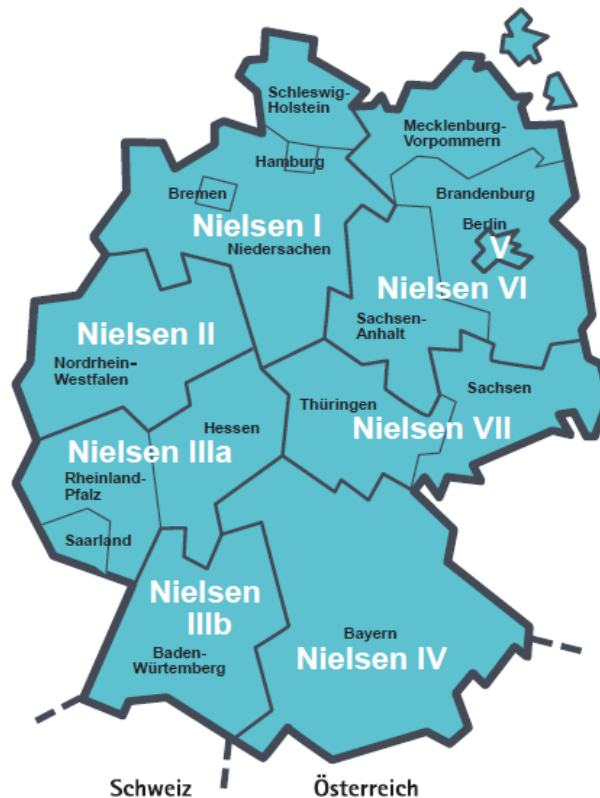 Schleswig-
Holstein
Mecklenburg-
Vorpommern
Hamburg
Bremen
Brandenburg
Nielsen I
Berlin
Niedersachen
V
Nielsen VI
Nielsen II
Sachsen-
Anhalt
Nordrhein-
Westfalen
Sachsen
Thüringen
Hessen
Nielsen VII
Nielsen IIIa
Rheinland-
Pfalz
Saarland
Nielsen
IIIb
Bayern
Baden-
Würtemberg
Nielsen IV
Schweiz
Österreich